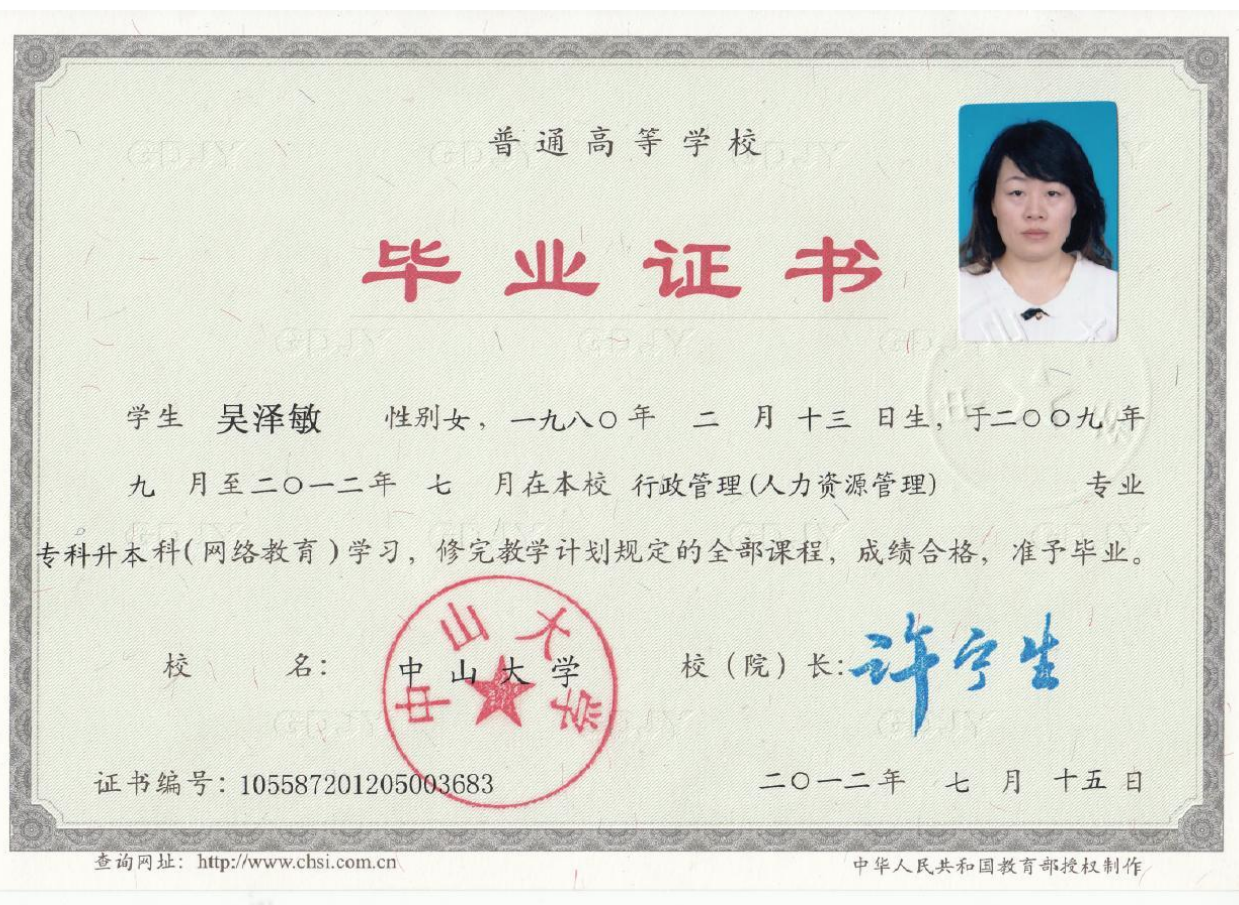 普通高等学校
毕业证书
学生 吴泽敏 性别女，一九八〇年 二 月 十三 日生，于二〇〇九 年
九 月至二〇一二年 七 月在本校 行政管理(人力资源管理) 专业
专科升本科(网络教育)学习，修完教学计划规定的全部课程，成绩合格，准予毕业。
校 名： 中山大学 校（院）长：许宁生
中山大学
证书编号：105587201205003683 二〇一二年 七 月 十五 日
查询网址：http://www.chsi.com.cn 中华人民共和国教育部授权制作